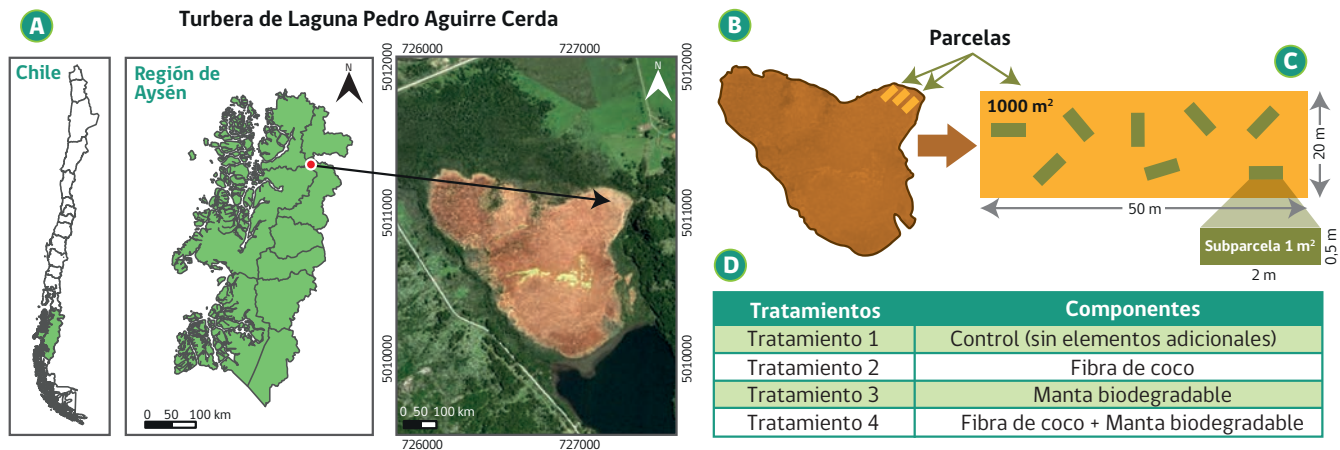 A
Turbera de Laguna Pedro Aguirre Cerda
Chile
Región de
Aysén
N
0 50 100 km
726000
727000
5012000
5011000
5010000
N
5012000
5011000
5010000
0 50 100 km
726000
727000
B
Parcelas
C
1000 m²
20 m
50 m
Subparcela 1 m²
0,5 m
2 m
D
Tratamientos
Componentes
Tratamiento 1
Control (sin elementos adicionales)
Tratamiento 2
Fibra de coco
Tratamiento 3
Manta biodegradable
Tratamiento 4
Fibra de coco + Manta biodegradable